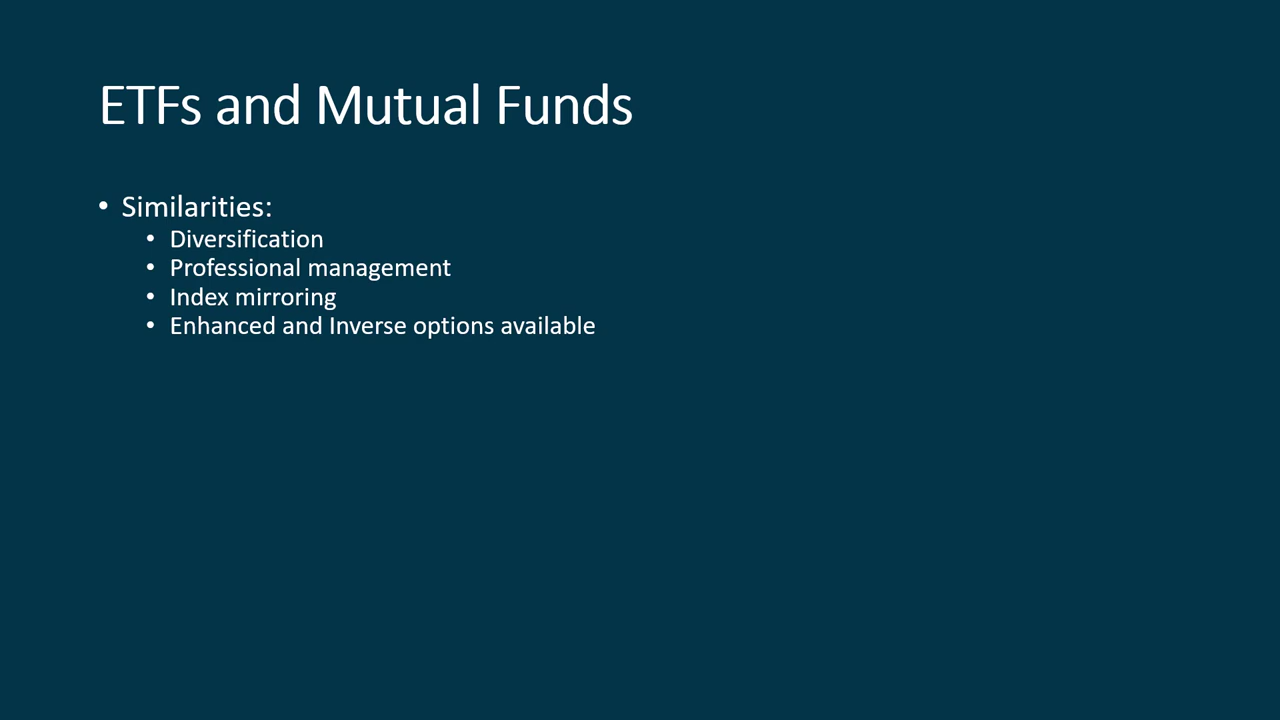 ETFs and Mutual Funds
• Similarities:
• Diversification
• Professional management
• Index mirroring
• Enhanced and Inverse options available